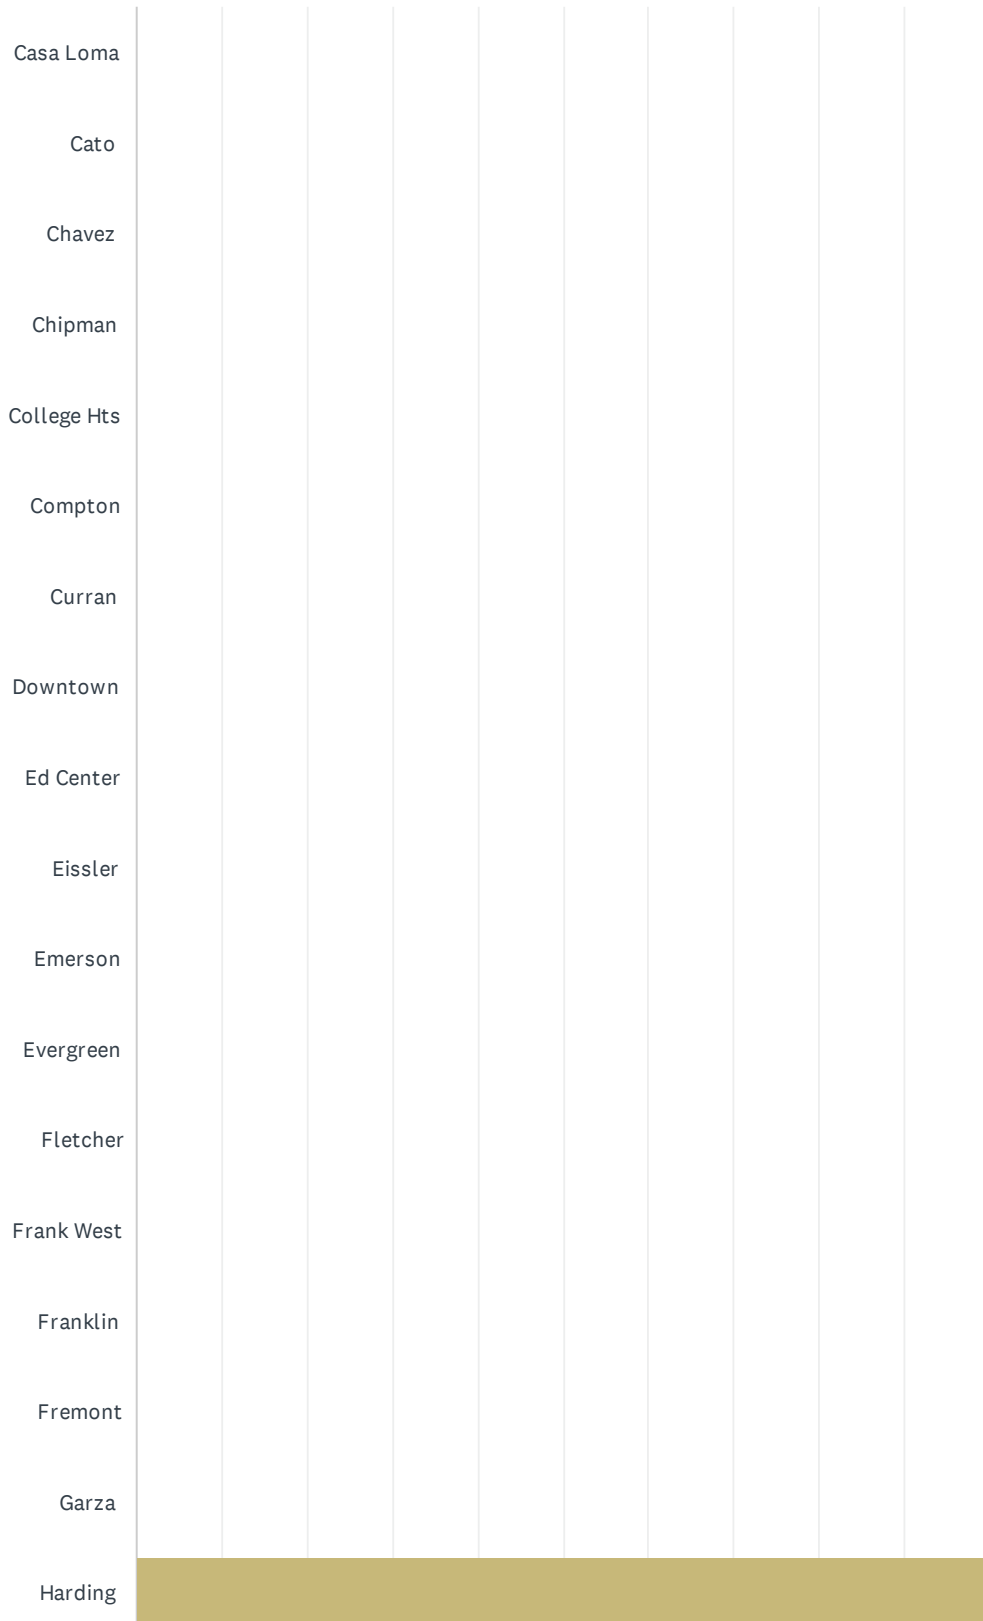 Casa Loma
Cato
Chavez
Chipman
College Hts
Compton
Curran
Downtown
Ed Center
Eissler
Emerson
Evergreen
Fletcher
Frank West
Franklin
Fremont
Garza
Harding